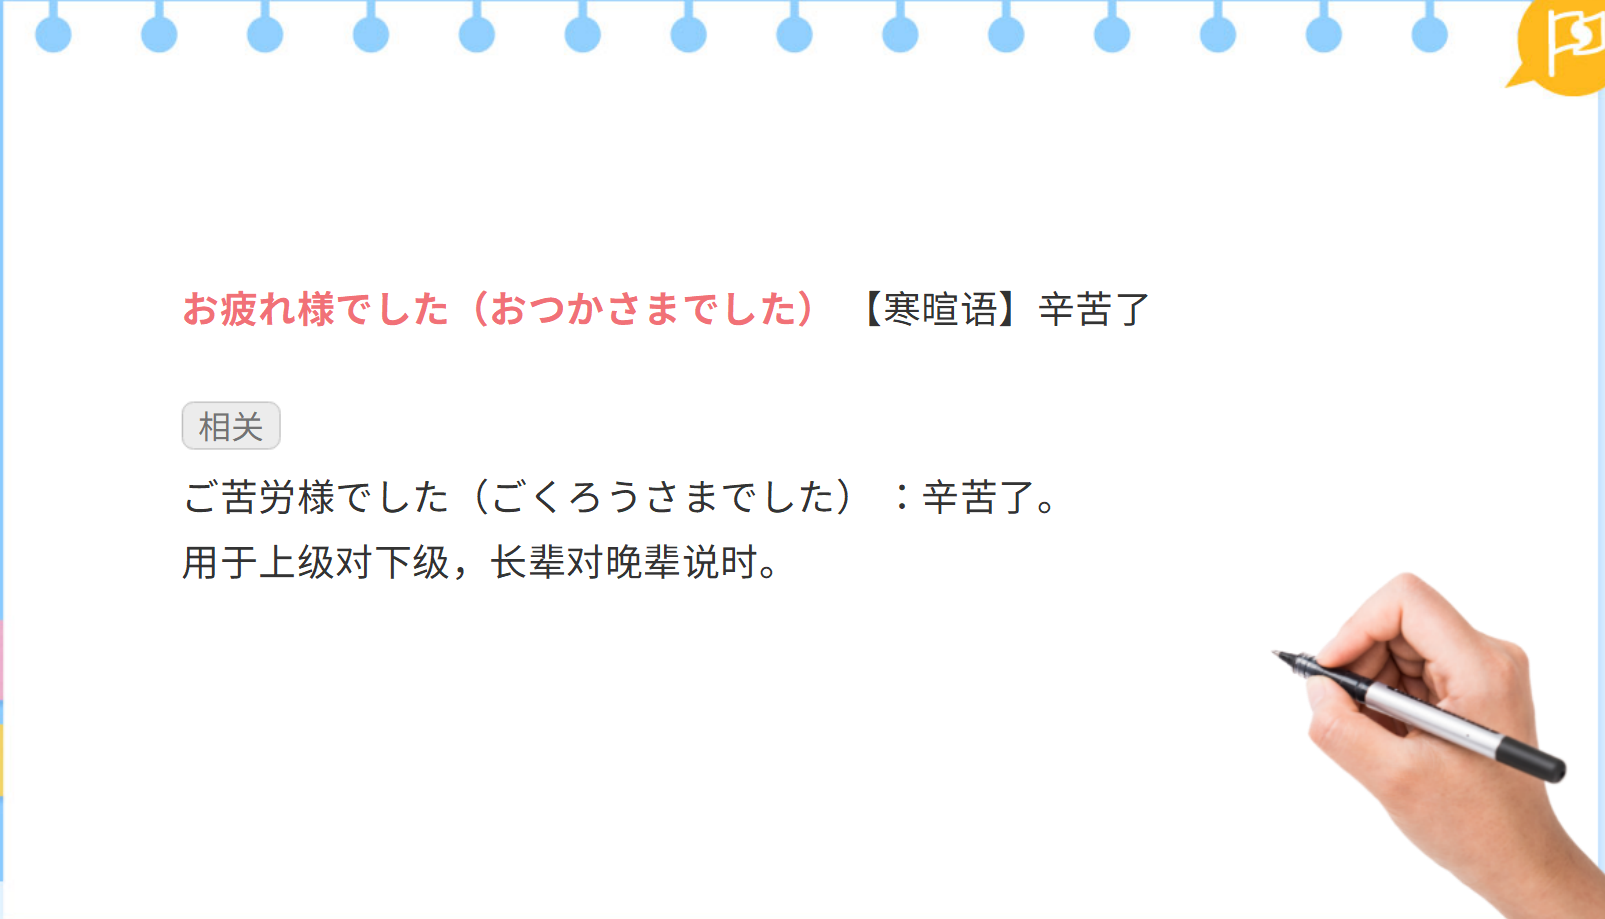 お疲れ様でした（おつかさまでした） 【寒暄语】辛苦了
相关
ご苦労様でした（ごくろうさまでした）：辛苦了。
用于上级对下级，长辈对晚辈说时。